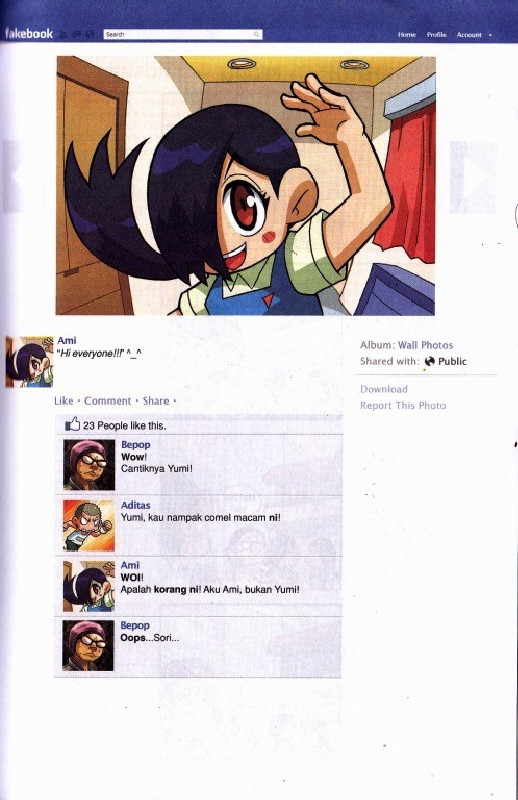 fakebook
Search
Home Profile Account
Ami
"Hi everyone!!!" ^_^
Album: Wall Photos
Shared with: Public
Download
Report This Photo
Like • Comment • Share •
23 People like this.
Bepop
Wow!
Cantiknya Yumi!
Aditas
Yumi, kau nampak comel macam ni!
Ami
WOI!
Apalah korang ni! Aku Ami, bukan Yumi!
Bepop
Oops...Sori...